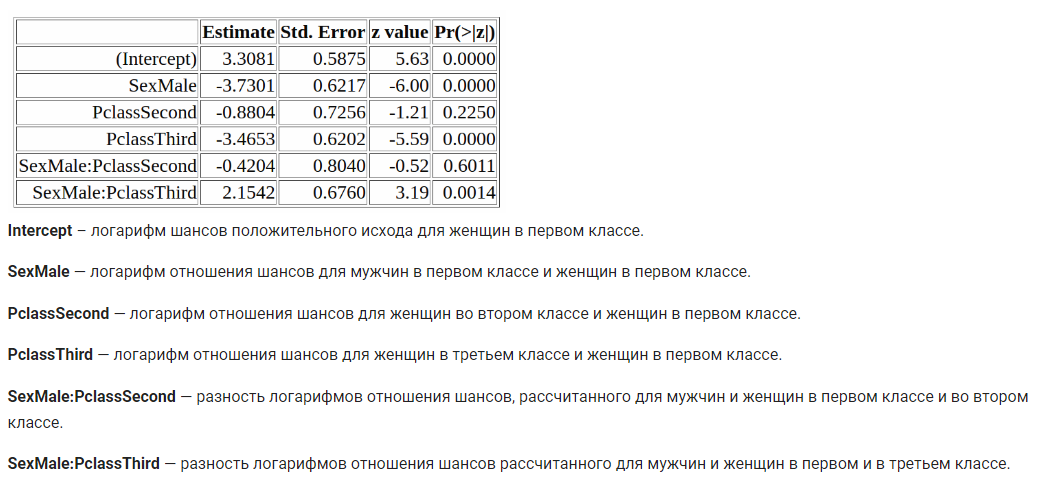 Estimate Std. Error z value Pr(>|z|)
(Intercept) 3.3081 0.5875 5.63 0.0000
SexMale -3.7301 0.6217 -6.00 0.0000
PclassSecond -0.8804 0.7256 -1.21 0.2250
PclassThird -3.4653 0.6202 -5.59 0.0000
SexMale:PclassSecond -0.4204 0.8040 -0.52 0.6011
SexMale:PclassThird 2.1542 0.6760 3.19 0.0014
Intercept – логарифм шансов положительного исхода для женщин в первом классе.
SexMale — логарифм отношения шансов для мужчин в первом классе и женщин в первом классе.
PclassSecond — логарифм отношения шансов для женщин во втором классе и женщин в первом классе.
PclassThird — логарифм отношения шансов для женщин в третьем классе и женщин в первом классе.
SexMale:PclassSecond — разность логарифмов отношения шансов, рассчитанного для мужчин и женщин в первом классе и во втором
классе.
SexMale:PclassThird — разность логарифмов отношения шансов рассчитанного для мужчин и женщин в первом и в третьем классе.